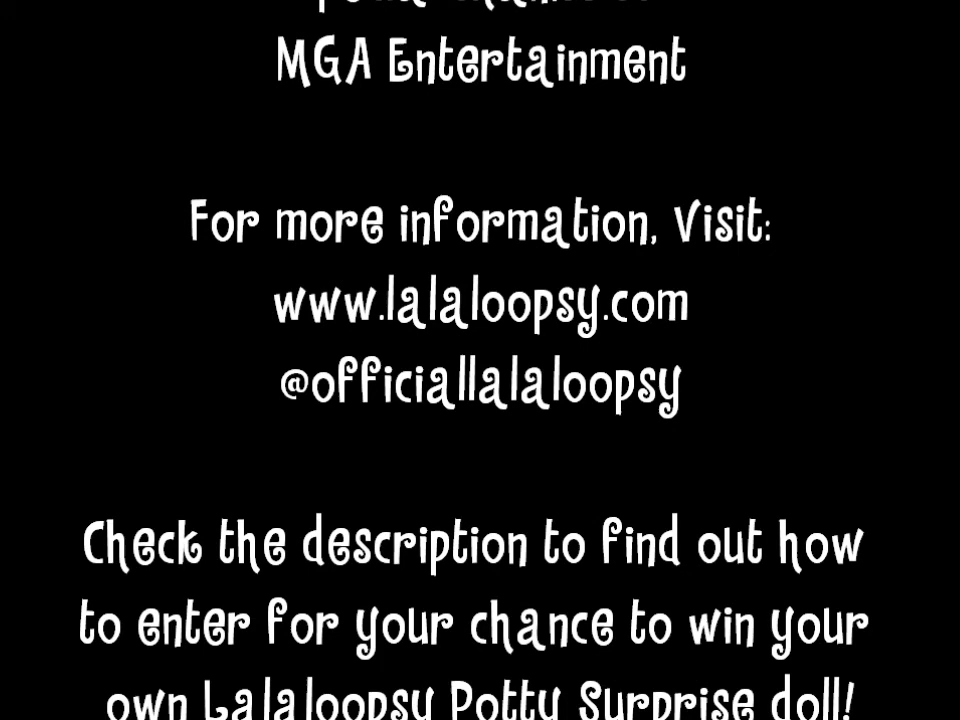 MGA Entertainment
For more information, Visit:
www.lalaloopsy.com
@officiallalaloopsy
Check the description to find out how
to enter for your chance to win your
own Lalaloopsy Potty Surprise doll!